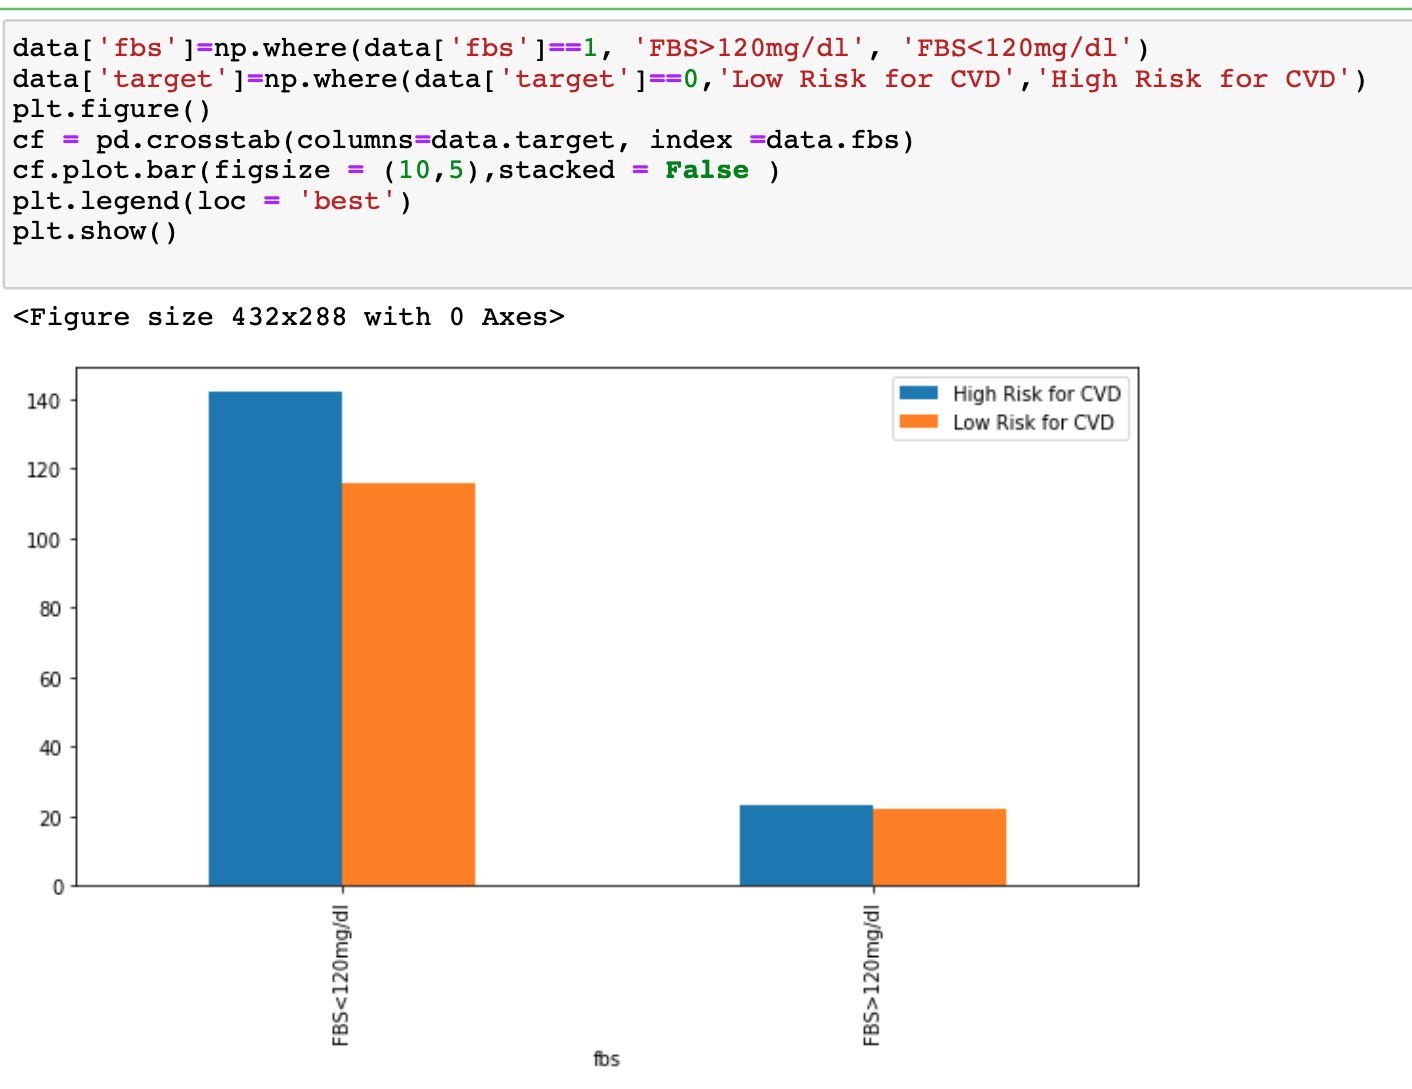 data['fbs']=np.where(data['fbs']==1, 'FBS>120mg/dl', 'FBS<120mg/dl')
data['target']=np.where(data['target']==0,'Low Risk for CVD','High Risk for CVD')
plt.figure()
cf = pd.crosstab(columns=data.target, index =data.fbs)
cf.plot.bar(figsize = (10,5),stacked = False )
plt.legend(loc = 'best')
plt.show()
<Figure size 432x288 with 0 Axes>
High Risk for CVD
Low Risk for CVD
140
120
100
80
60
40
20
0
FBS<120mg/dl
FBS>120mg/dl
fbs